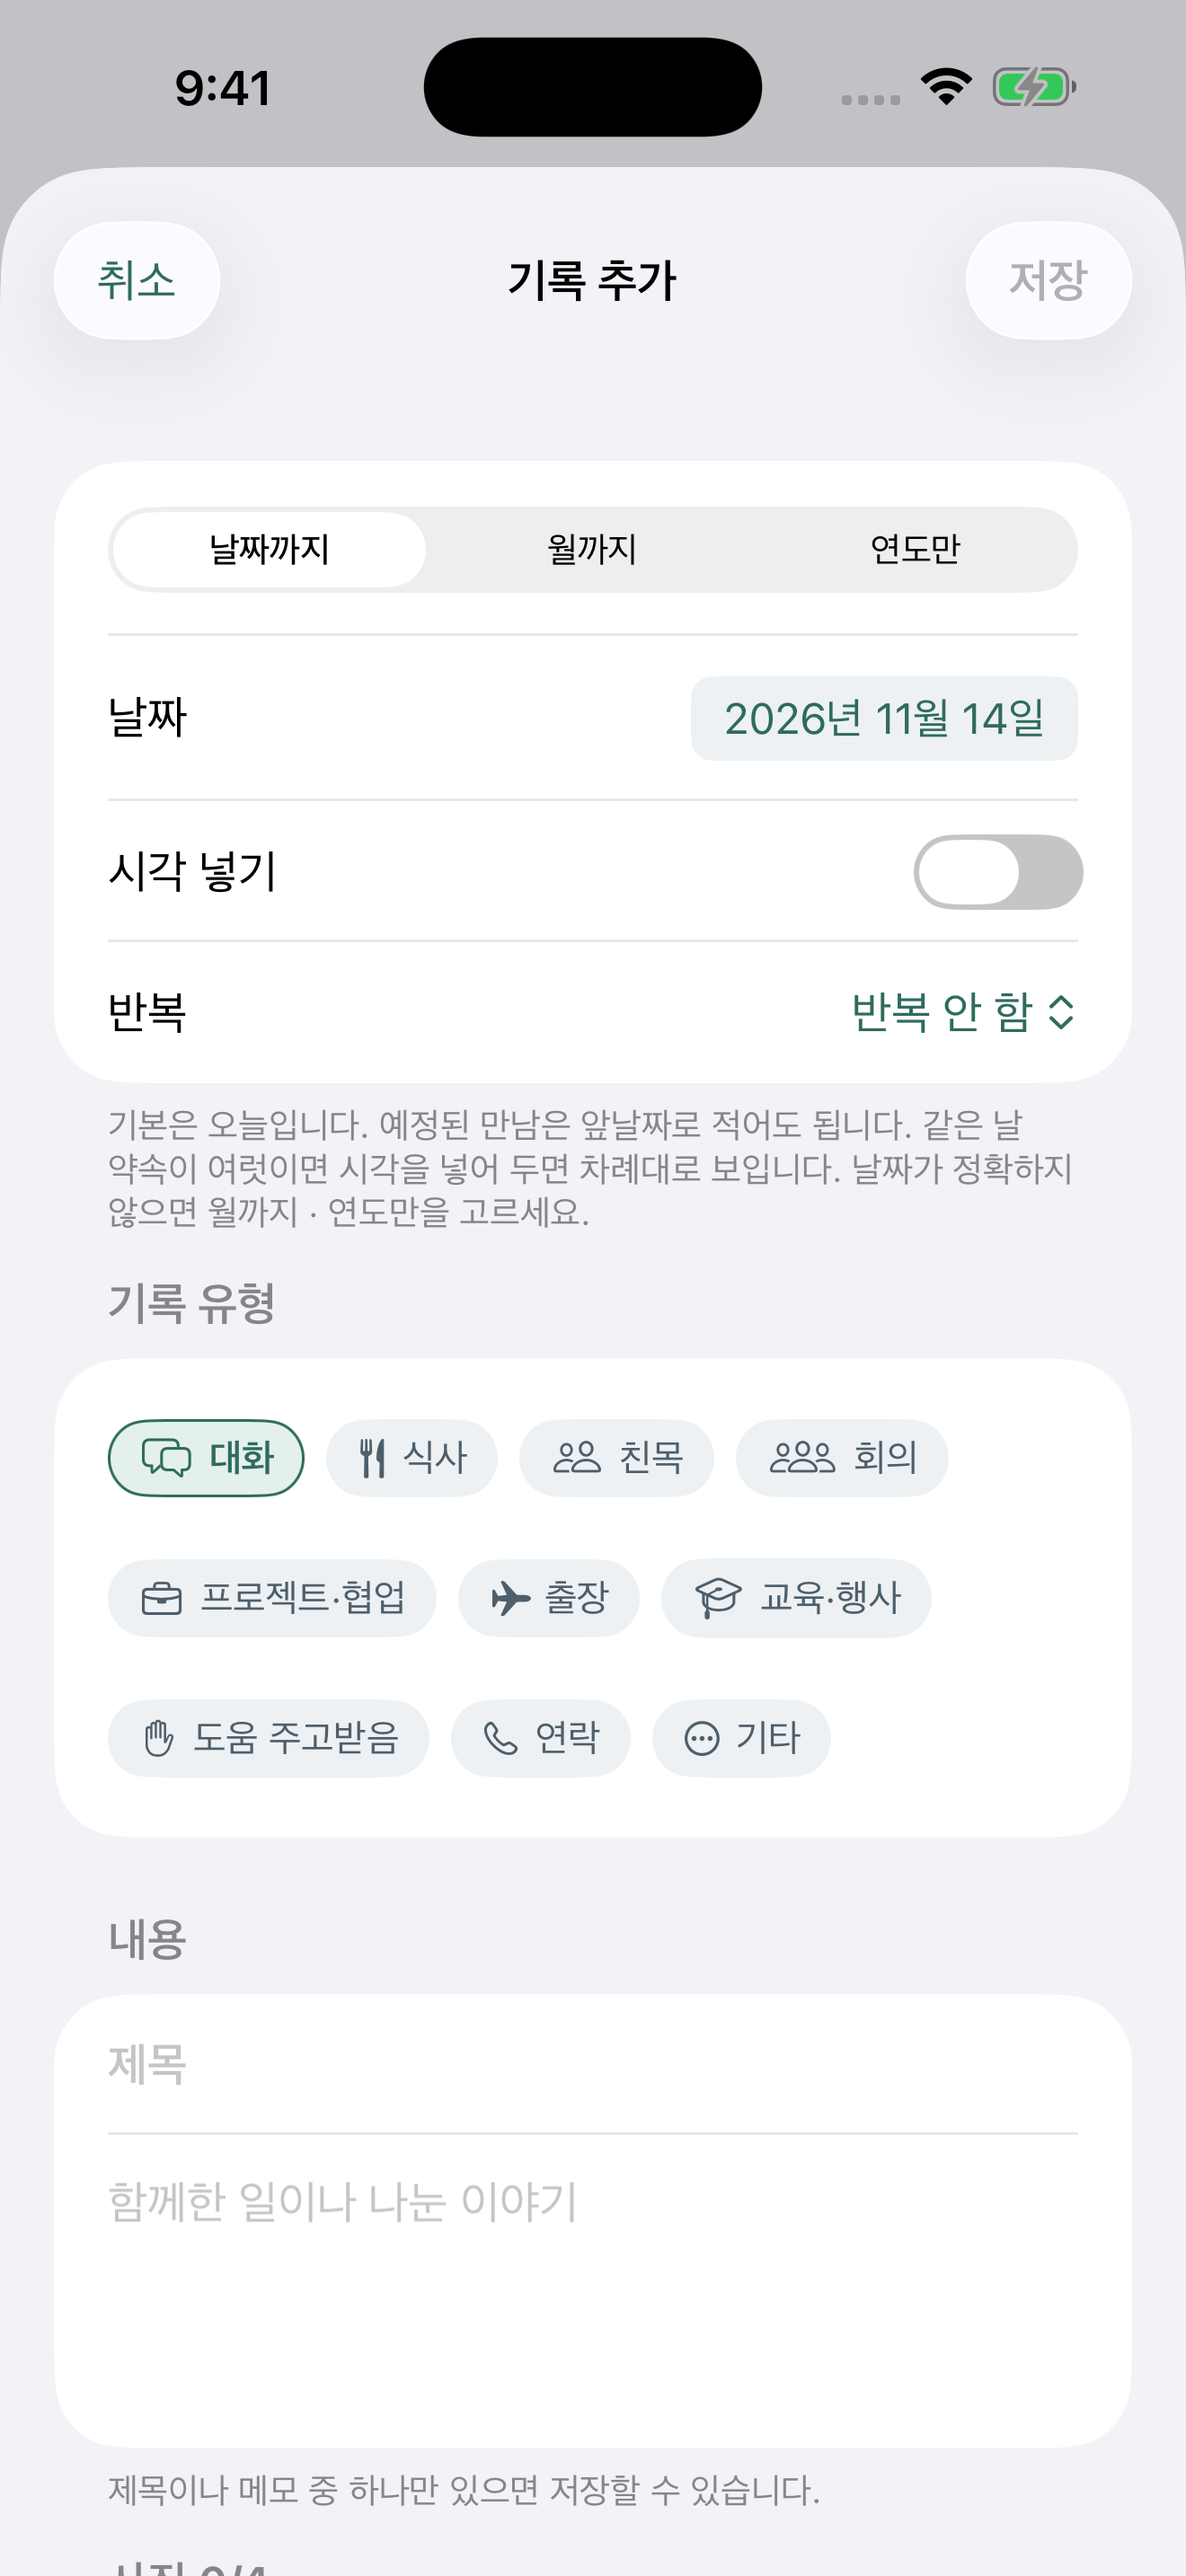 9:41
취소
기록 추가
저장
날짜까지
월까지
연도만
날짜
2026년 11월 14일
시각 넣기
반복
반복 안 함
기본은 오늘입니다. 예정된 만남은 앞날짜로 적어도 됩니다. 같은 날
약속이 여럿이면 시각을 넣어 두면 차례대로 보입니다. 날짜가 정확하지
않으면 월까지 · 연도만을 고르세요.
기록 유형
대화
식사
친목
회의
프로젝트·협업
출장
교육·행사
도움 주고받음
연락
기타
내용
제목
함께한 일이나 나눈 이야기
제목이나 메모 중 하나만 있으면 저장할 수 있습니다.